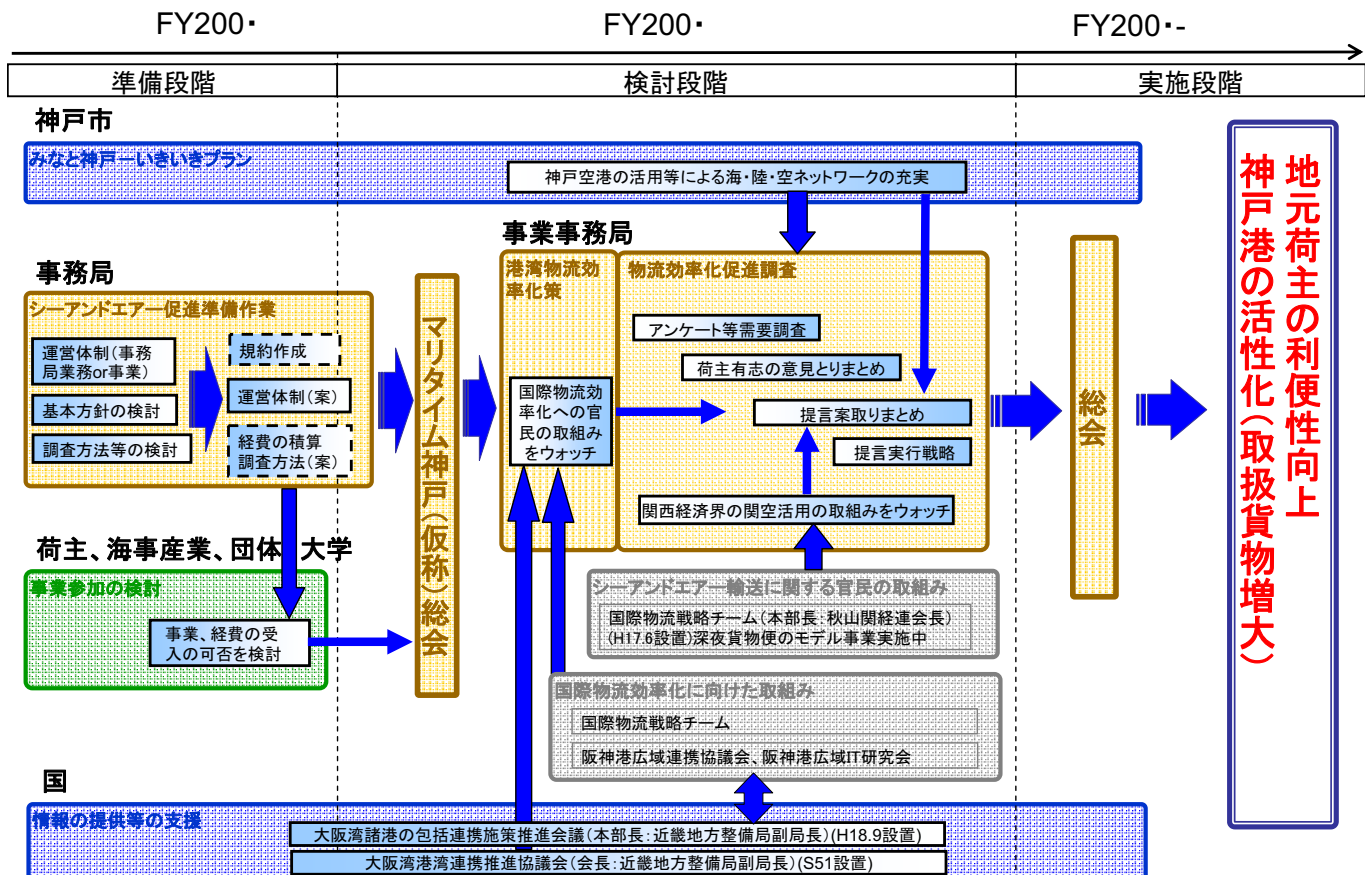 FY200・
FY200・
FY200・-
準備段階
検討段階
実施段階
神戸市
みなと神戸ーいきいきプラン
神戸空港の活用等による海・陸・空ネットワークの充実
事務局
シーアンドエアー促進準備作業
運営体制（事務
局業務or事業）
基本方針の検討
調査方法等の検討
規約作成
運営体制（案）
経費の積算
調査方法（案）
荷主、海事産業、団体
大学
事業参加の検討
事業、経費の受
入の可否を検討
マリタイム神戸（仮称）総会
事業事務局
港湾物流効
率化策
国際物流効
率化への官
民の取組み
をウォッチ
物流効率化促進調査
アンケート等需要調査
荷主有志の意見とりまとめ
提言案取りまとめ
提言実行戦略
関西経済界の関空活用の取組みをウォッチ
シーアンドエアー輸送に関する官民の取組み
国際物流戦略チーム（本部長：秋山関経連会長）
(H17.6設置)深夜貨物便のモデル事業実施中
国際物流効率化に向けた取組み
国際物流戦略チーム
阪神港広域連携協議会、阪神港広域IT研究会
国
情報の提供等の支援
大阪湾諸港の包括連携施策推進会議（本部長：近畿地方整備局副局長）(H18.9設置)
大阪湾港湾連携推進協議会（会長：近畿地方整備局副局長）(S51設置)
総会
地元荷主の利便性向上
神戸港の活性化（取扱貨物増大）